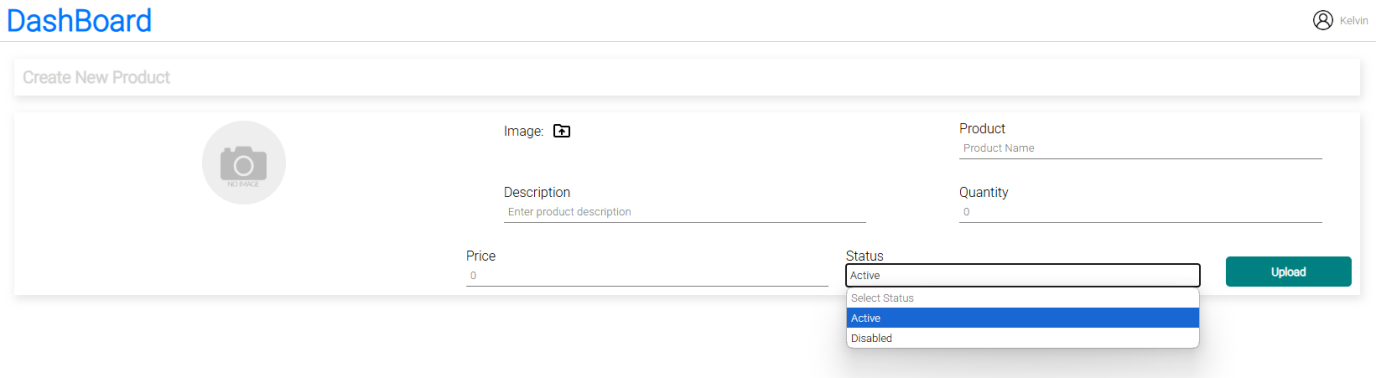 DashBoard
Kelvin
Create New Product
NO IMAGE
Image:
Product
Product Name
Description
Enter product description
Quantity
0
Price
0
Status
Active
Upload
Select Status
Active
Disabled